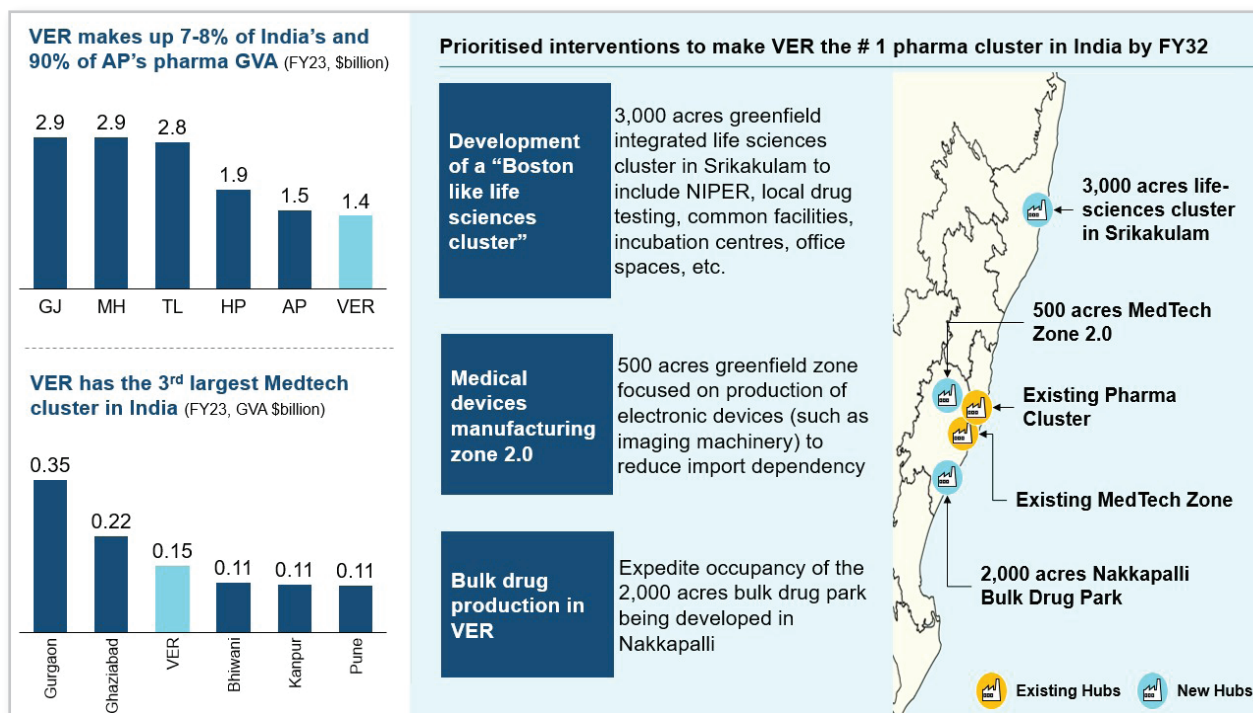 VER makes up 7-8% of India's and
90% of AP's pharma GVA (FY23, $billion)
2.9
2.9
2.8
1.9
1.5
1.4
GJ
MH
TL
HP
AP
VER
VER has the 3rd largest Medtech
cluster in India (FY23, GVA $billion)
0.35
0.22
0.15
0.11
0.11
0.11
Gurgaon
Ghaziabad
VER
Bhiwani
Kanpur
Pune
Prioritised interventions to make VER the # 1 pharma cluster in India by FY32
Development
of a “Boston
like life
sciences
cluster”
3,000 acres greenfield
integrated life sciences
cluster in Srikakulam to
include NIPER, local drug
testing, common facilities,
incubation centres, office
spaces, etc.
Medical
devices
manufacturing
zone 2.0
500 acres greenfield zone
focused on production of
electronic devices (such as
imaging machinery) to
reduce import dependency
Bulk drug
production in
VER
Expedite occupancy of the
2,000 acres bulk drug park
being developed in
Nakkapalli
3,000 acres life-
sciences cluster
in Srikakulam
500 acres MedTech
Zone 2.0
Existing Pharma
Cluster
Existing MedTech Zone
2,000 acres Nakkapalli
Bulk Drug Park
Existing Hubs
New Hubs